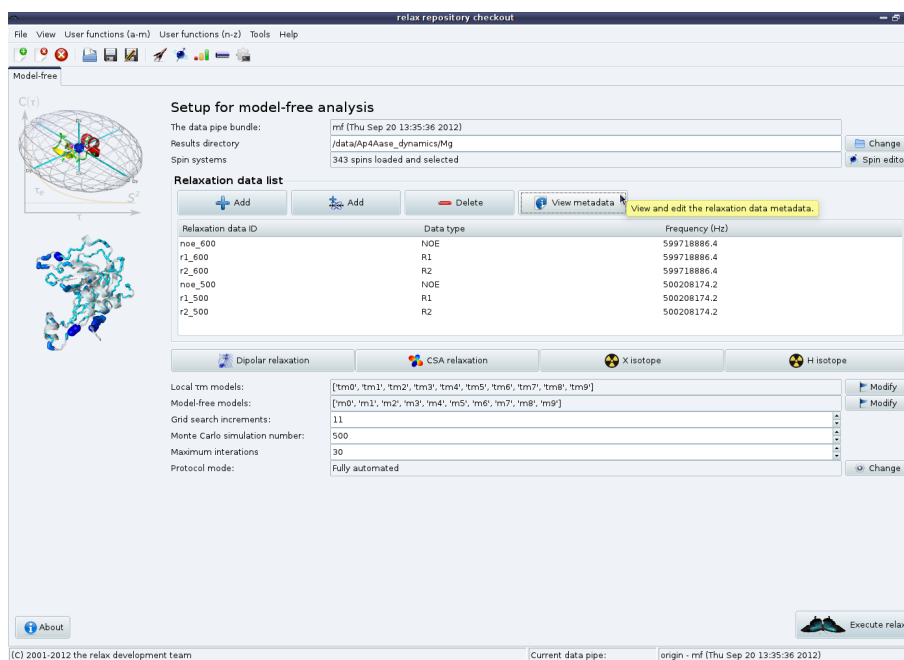 relax repository checkout
File View User functions (a-m) User functions (n-z) Tools Help
Model-free
C(τ)
τe
S²
τ
Setup for model-free analysis
The data pipe bundle: mf (Thu Sep 20 13:35:36 2012)
Results directory /data/Ap4Aase_dynamics/Mg Change
Spin systems 343 spins loaded and selected Spin edito
Relaxation data list
Add Add Delete View metadata
View and edit the relaxation data metadata.
Relaxation data ID Data type Frequency (Hz)
noe_600 NOE 599718886.4
r1_600 R1 599718886.4
r2_600 R2 599718886.4
noe_500 NOE 500208174.2
r1_500 R1 500208174.2
r2_500 R2 500208174.2
Dipolar relaxation CSA relaxation X isotope H isotope
Local τm models: ['tm0', 'tm1', 'tm2', 'tm3', 'tm4', 'tm5', 'tm6', 'tm7', 'tm8', 'tm9'] Modify
Model-free models: ['m0', 'm1', 'm2', 'm3', 'm4', 'm5', 'm6', 'm7', 'm8', 'm9'] Modify
Grid search increments: 11
Monte Carlo simulation number: 500
Maximum interations 30
Protocol mode: Fully automated Change
About Execute relax
(C) 2001-2012 the relax development team Current data pipe: origin - mf (Thu Sep 20 13:35:36 2012)